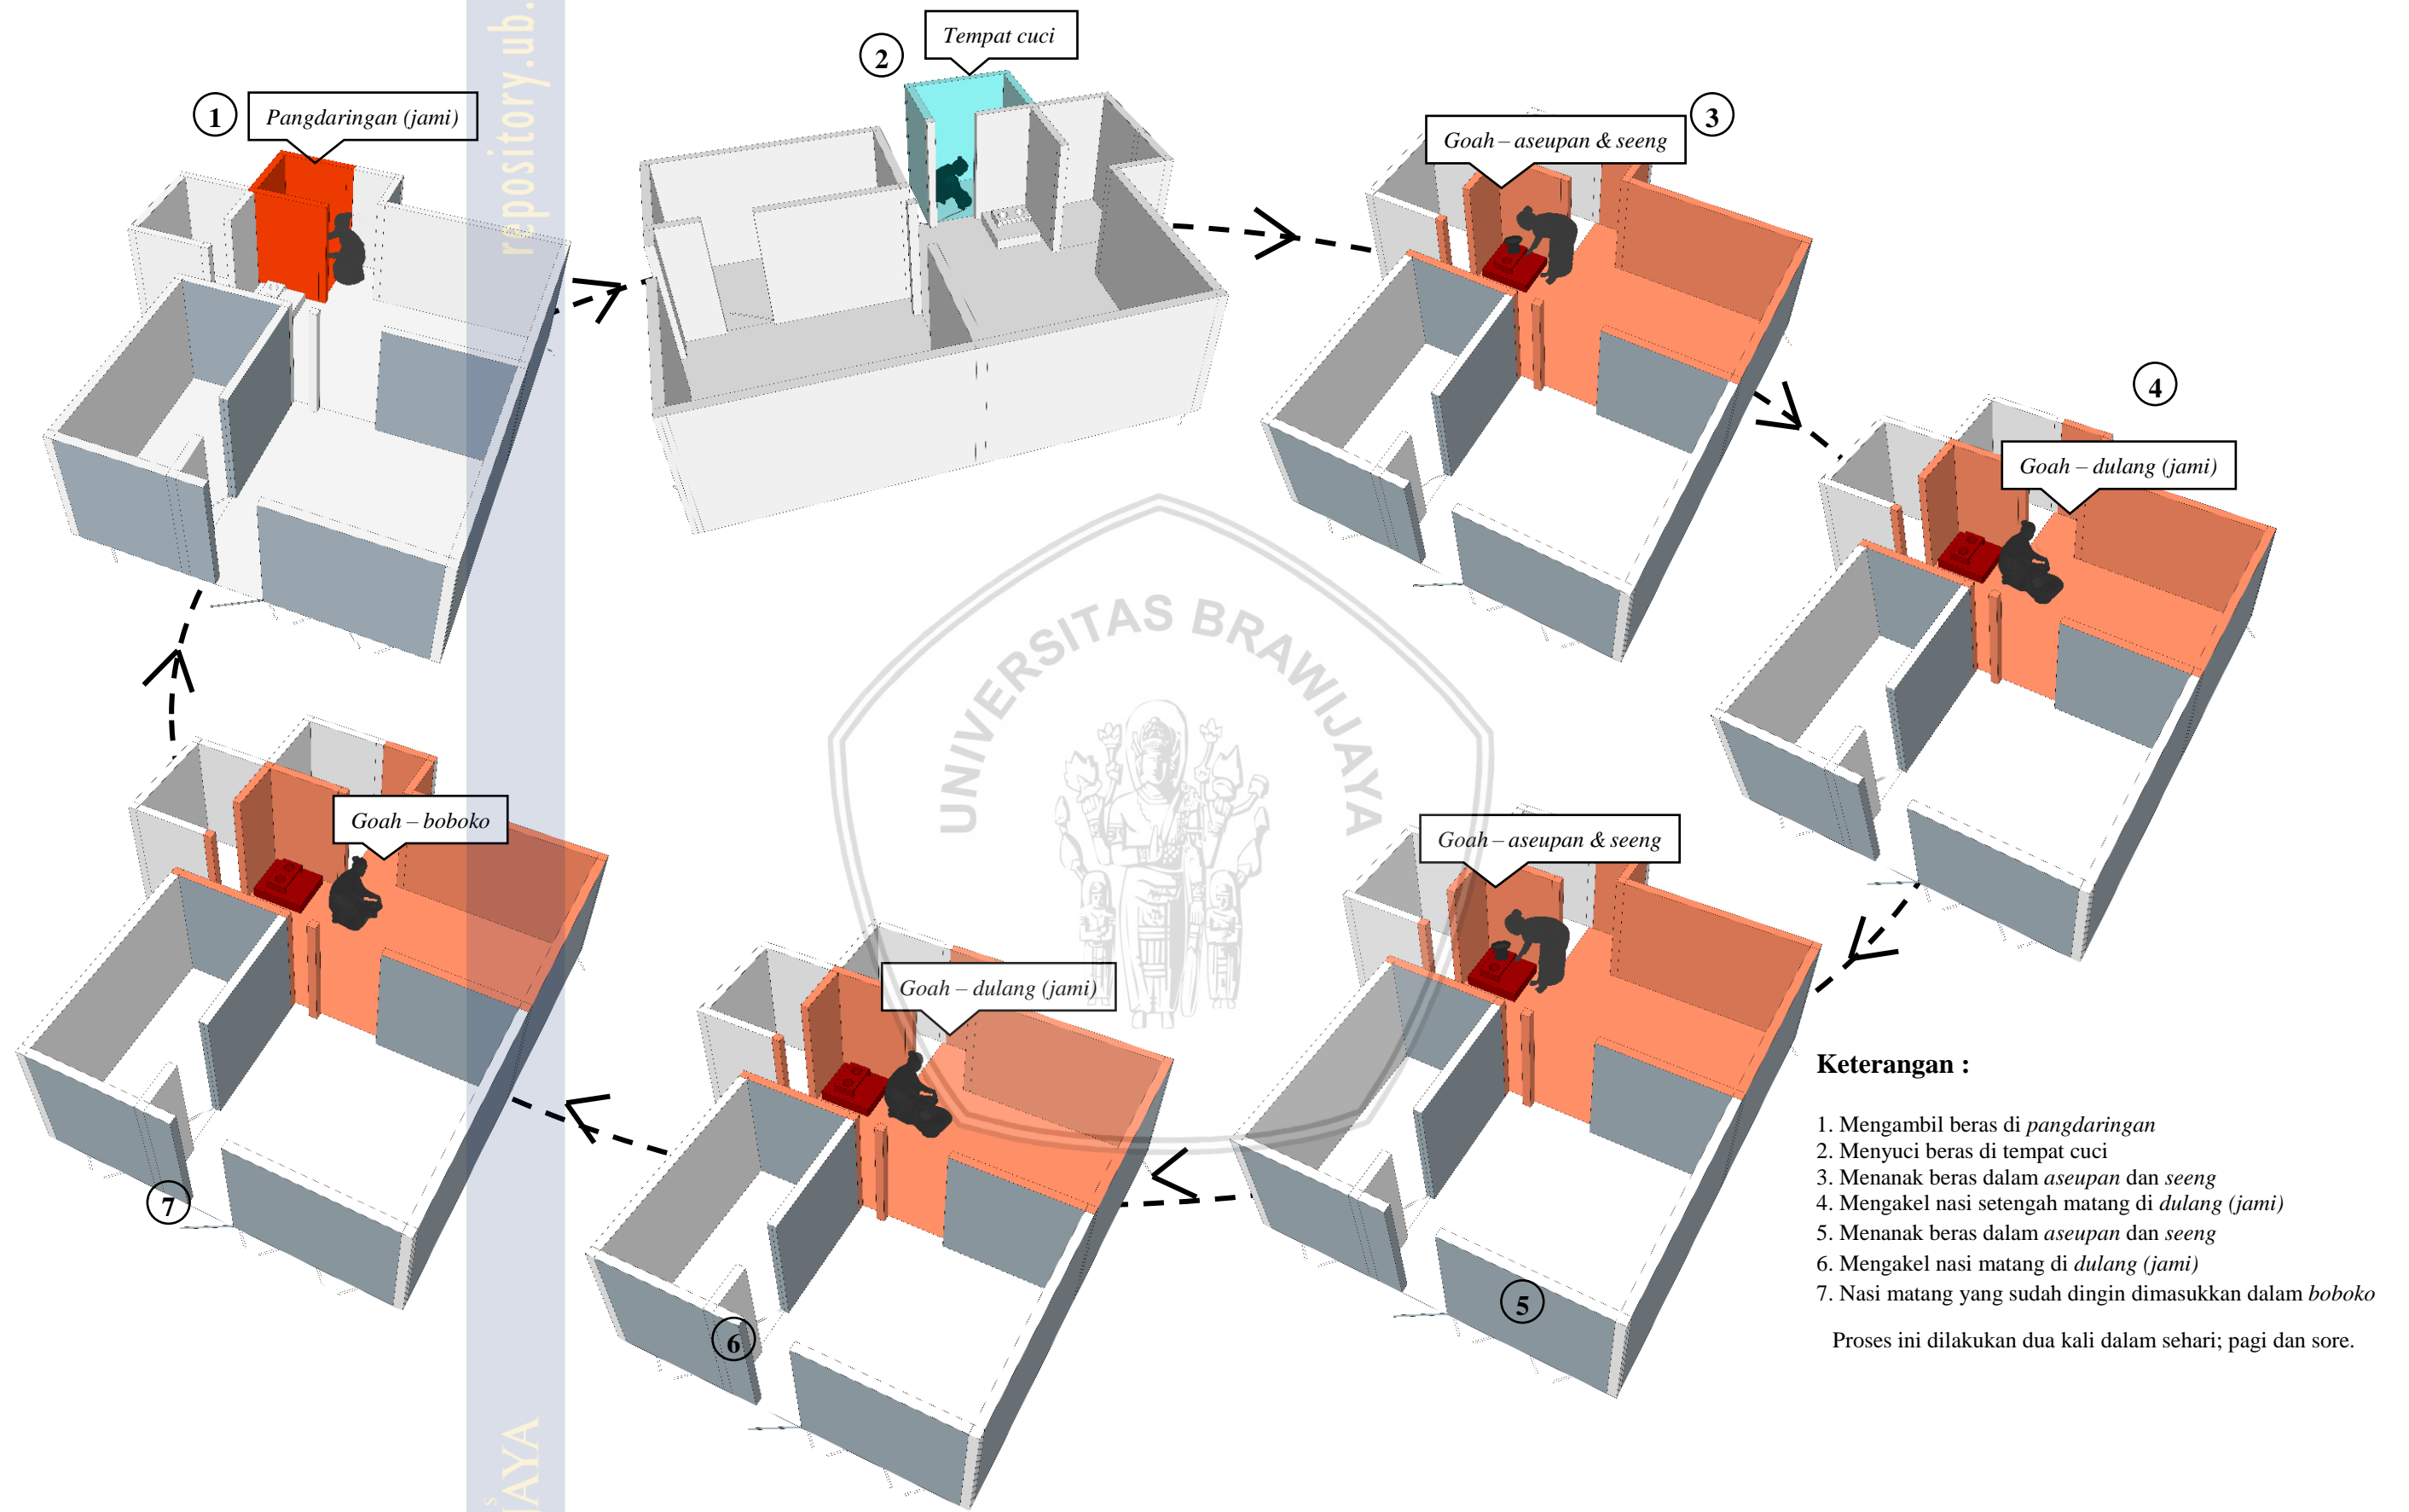 repository.ub.
1
Pangdaringan (jami)
2
Tempat cuci
3
Goah – aseupan & seeng
4
Goah – dulang (jami)
UNIVERSITAS BRAWIJAYA
Goah – boboko
7
Goah – dulang (jami)
6
Goah – aseupan & seeng
5
Keterangan :
1. Mengambil beras di pangdaringan
2. Menyuci beras di tempat cuci
3. Menanak beras dalam aseupan dan seeng
4. Mengakel nasi setengah matang di dulang (jami)
5. Menanak beras dalam aseupan dan seeng
6. Mengakel nasi matang di dulang (jami)
7. Nasi matang yang sudah dingin dimasukkan dalam boboko
Proses ini dilakukan dua kali dalam sehari; pagi dan sore.